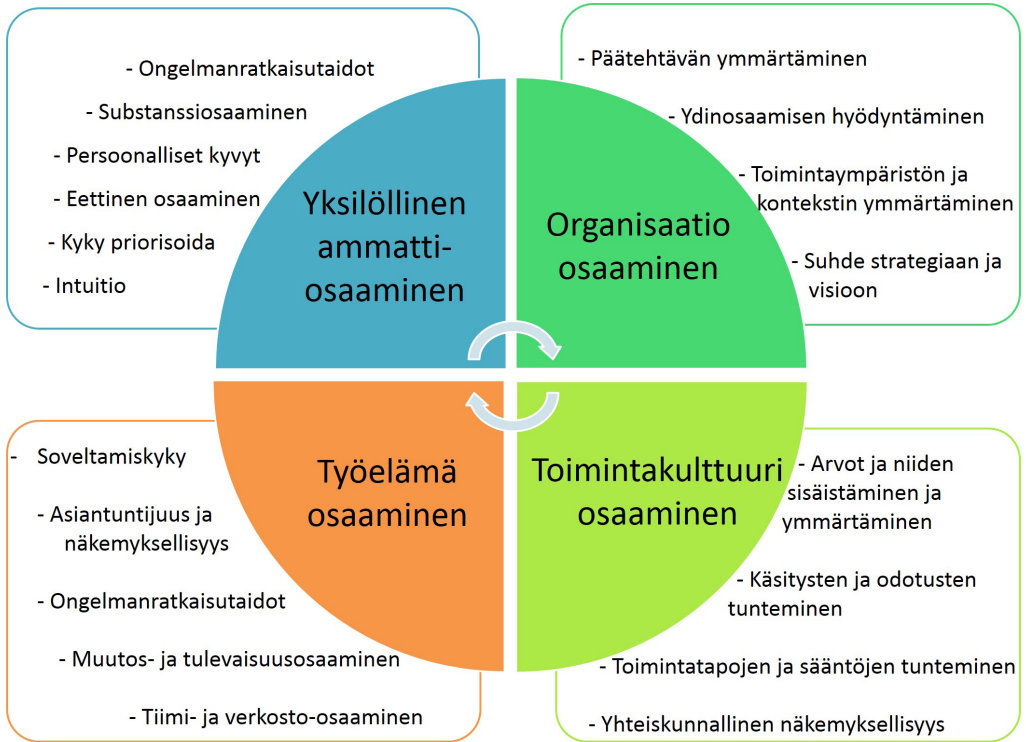 - Ongelmanratkaisutaidot
- Substanssiosaaminen
- Persoonalliset kyvyt
- Eettinen osaaminen
- Kyky priorisoida
- Intuitio
Yksilöllinen
ammatti-
osaaminen
- Päätehtävän ymmärtäminen
- Ydinosaamisen hyödyntäminen
- Toimintaympäristön ja
kontekstin ymmärtäminen
- Suhde strategiaan ja
visioon
Organisaatio
osaaminen
- Soveltamiskyky
- Asiantuntijuus ja
näkemyksellisyys
- Ongelmanratkaisutaidot
- Muutos- ja tulevaisuusosaaminen
- Tiimi- ja verkosto-osaaminen
Työelämä
osaaminen
Toimintakulttuuri
osaaminen
- Arvot ja niiden
sisäistäminen ja
ymmärtäminen
- Käsitysten ja odotusten
tunteminen
- Toimintatapojen ja sääntöjen tunteminen
- Yhteiskunnallinen näkemyksellisyys